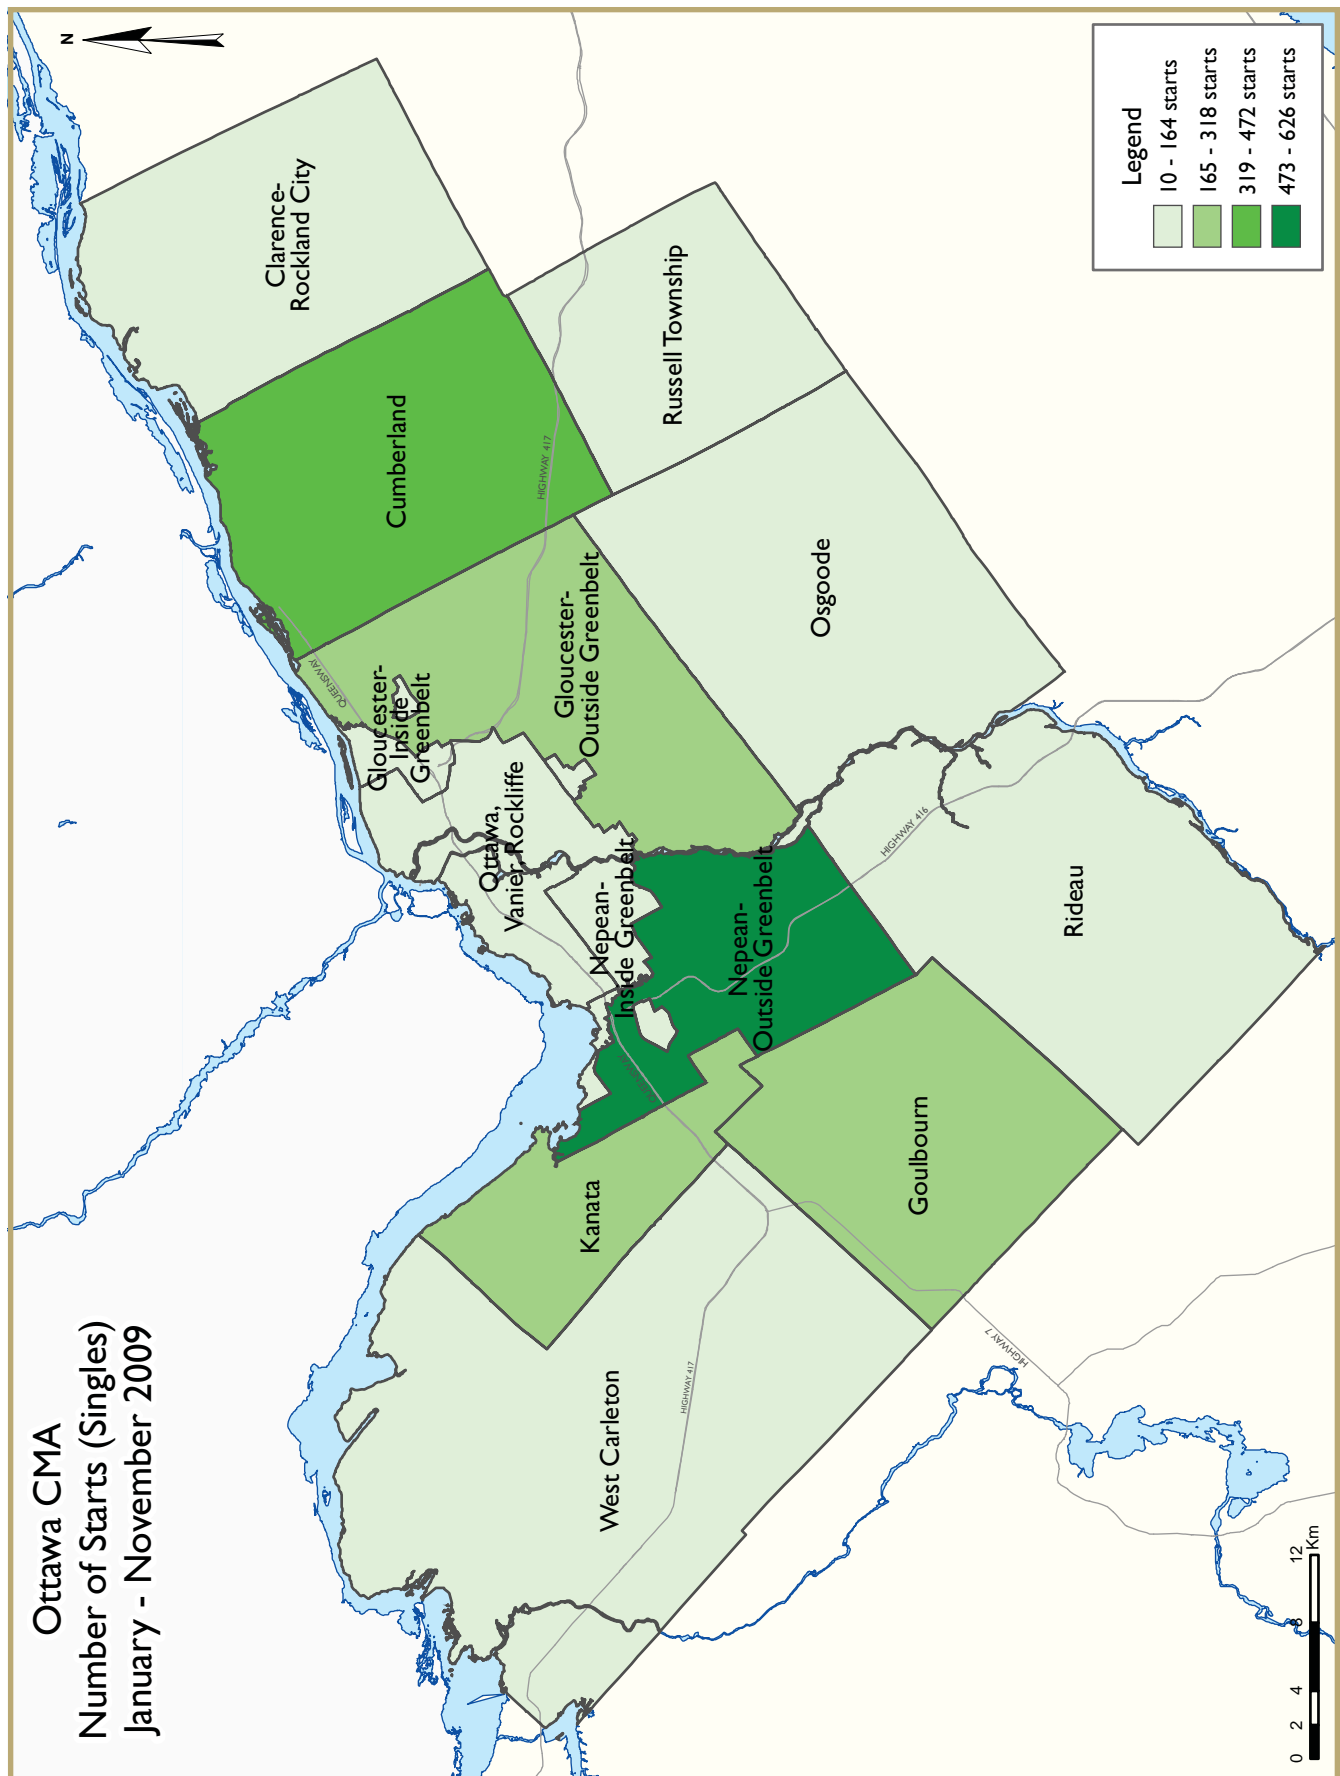 Ottawa CMA
Number of Starts (Singles)
January - November 2009
N
Clarence-
Rockland City
Cumberland
HIGHWAY 417
Russell Township
QUEENSWAY
Gloucester-
Inside
Greenbelt
Gloucester-
Outside Greenbelt
Osgoode
Ottawa,
Vanier, Rockliffe
Nepean-
Inside Greenbelt
Nepean-
Outside Greenbelt
HIGHWAY 416
Rideau
QUEENSWAY
Kanata
Goulbourn
West Carleton
HIGHWAY 417
HIGHWAY 7
Legend
10 - 164 starts
165 - 318 starts
319 - 472 starts
473 - 626 starts
0 2 4 8 12
Km